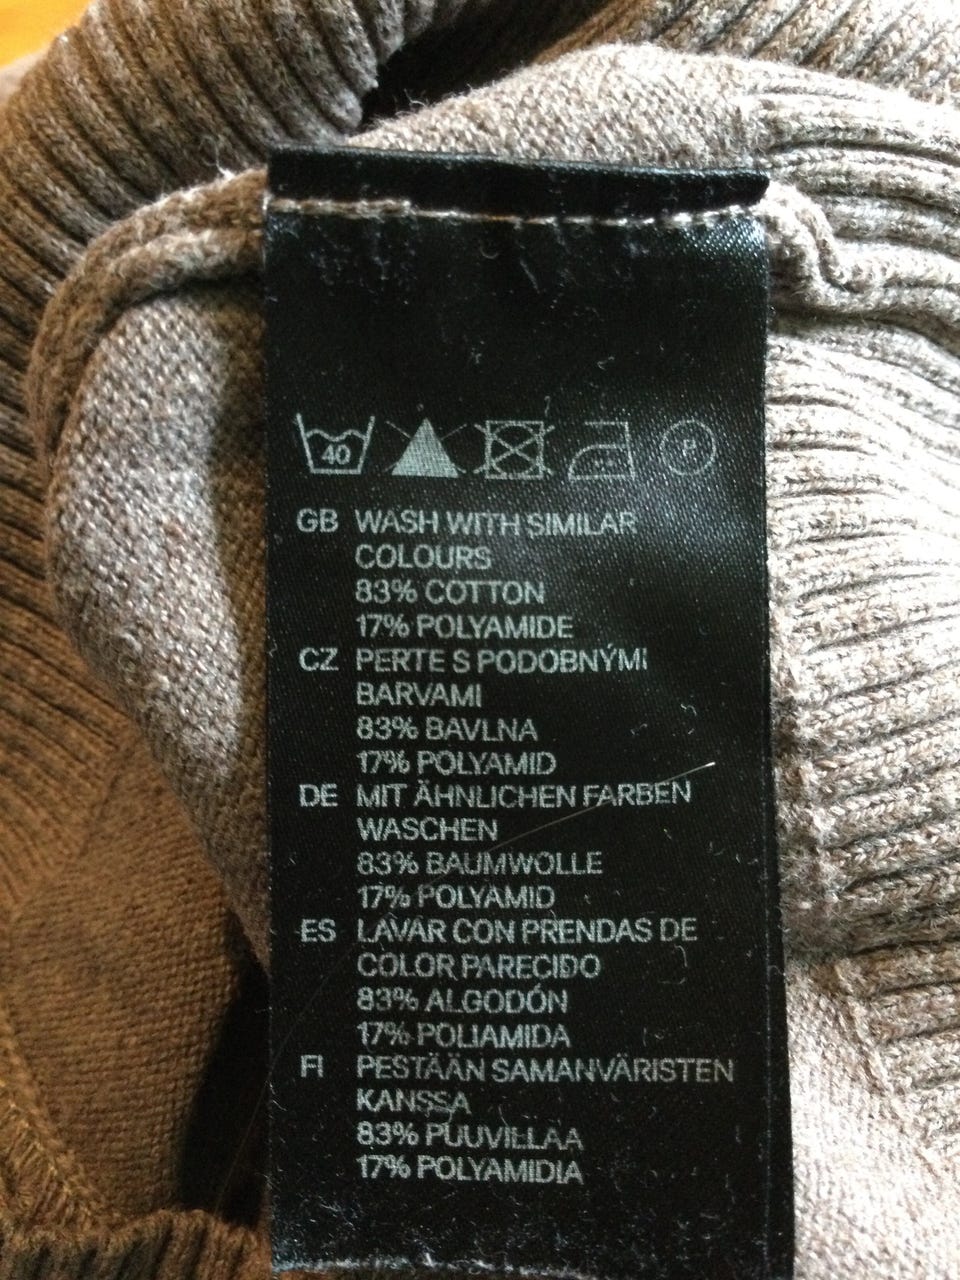 40 P
GB WASH WITH SIMILAR
COLOURS
83% COTTON
17% POLYAMIDE
CZ PERTE S PODOBNÝMI
BARVAMI
83% BAVLNA
17% POLYAMID
DE MIT ÄHNLICHEN FARBEN
WASCHEN
83% BAUMWOLLE
17% POLYAMID
ES LAVAR CON PRENDAS DE
COLOR PARECIDO
83% ALGODÓN
17% POLIAMIDA
FI PESTÄÄN SAMANVÄRISTEN
KANSSA
83% PUUVILLAA
17% POLYAMIDIA